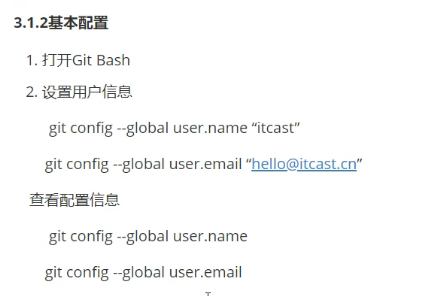 3.1.2基本配置
1. 打开Git Bash
2. 设置用户信息
git config --global user.name “itcast”
git config --global user.email “hello@itcast.cn”
查看配置信息
git config --global user.name
git config --global user.email